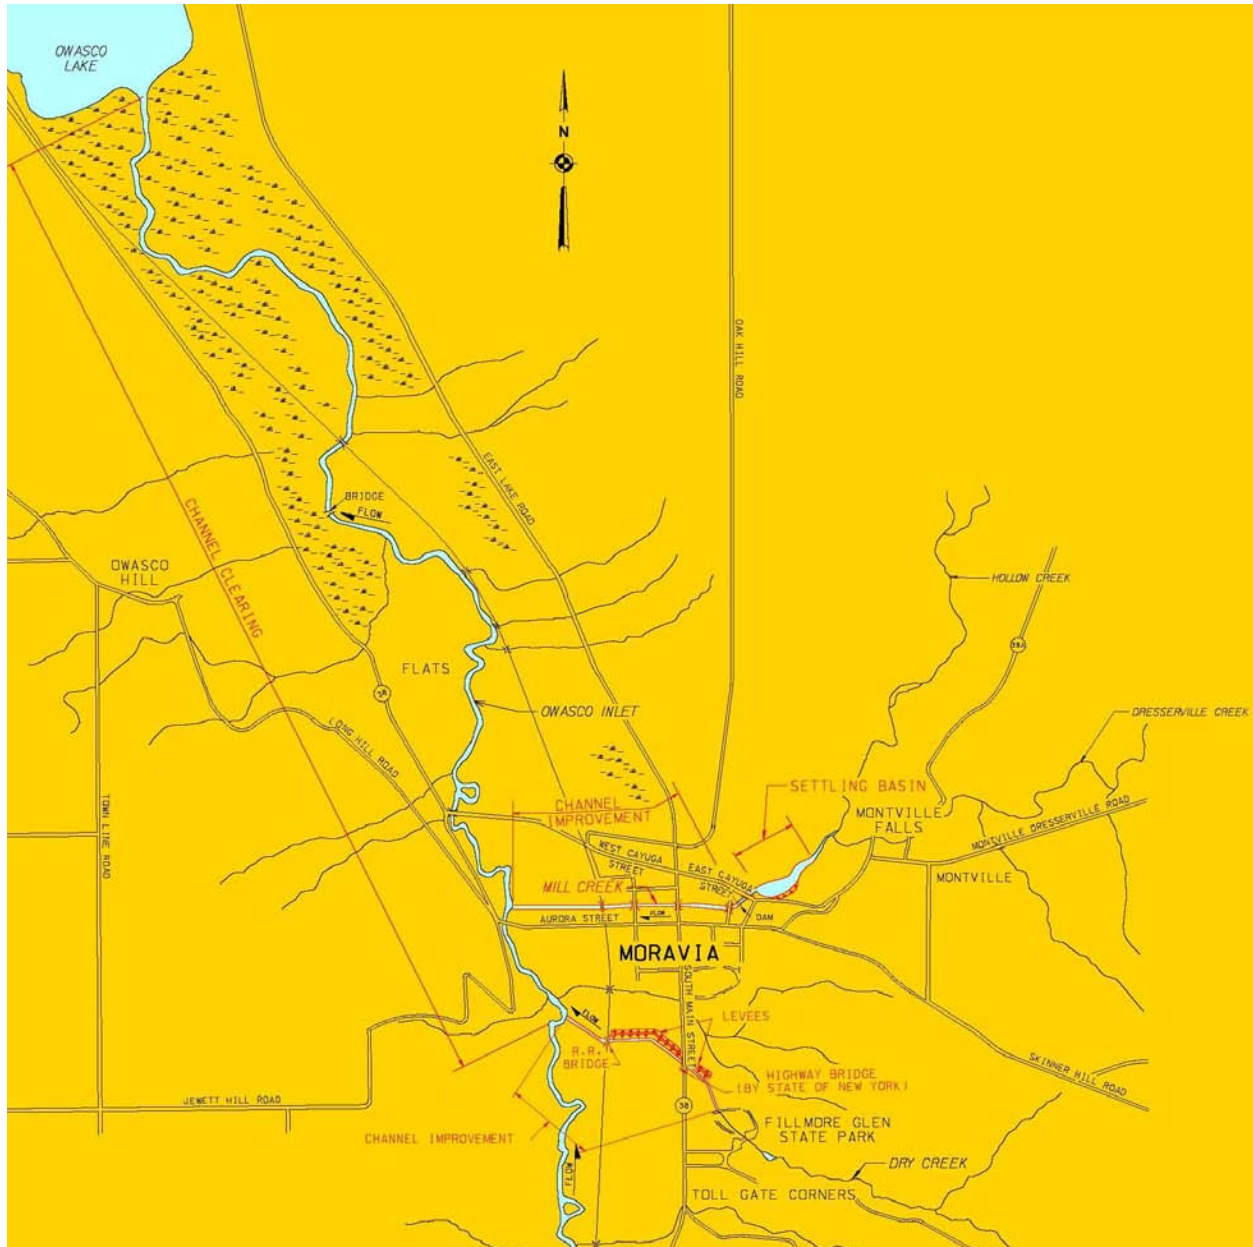 OWASCO
LAKE
N
OAK HILL ROAD
EAST LAKE ROAD
BRIDGE
FLOW
CHANNEL CLEARING
OWASCO
HILL
HOLLOW CREEK
38A
FLATS
38
OWASCO INLET
DRESSERVILLE CREEK
LONG HILL ROAD
TOWN LINE ROAD
SETTLING BASIN
CHANNEL
IMPROVEMENT
MONTVILLE
FALLS
MONTVILLE DRESSERVILLE ROAD
WEST CAYUGA
STREET
EAST CAYUGA
STREET
MONTVILLE
MILL CREEK
AURORA STREET
FLOW
DAM
MORAVIA
SOUTH MAIN STREET
FLOW
LEVEES
R.R.
BRIDGE
HIGHWAY BRIDGE
(BY STATE OF NEW YORK)
SKINNER HILL ROAD
JEWETT HILL ROAD
38
FILLMORE GLEN
STATE PARK
CHANNEL IMPROVEMENT
FLOW
DRY CREEK
TOLL GATE CORNERS